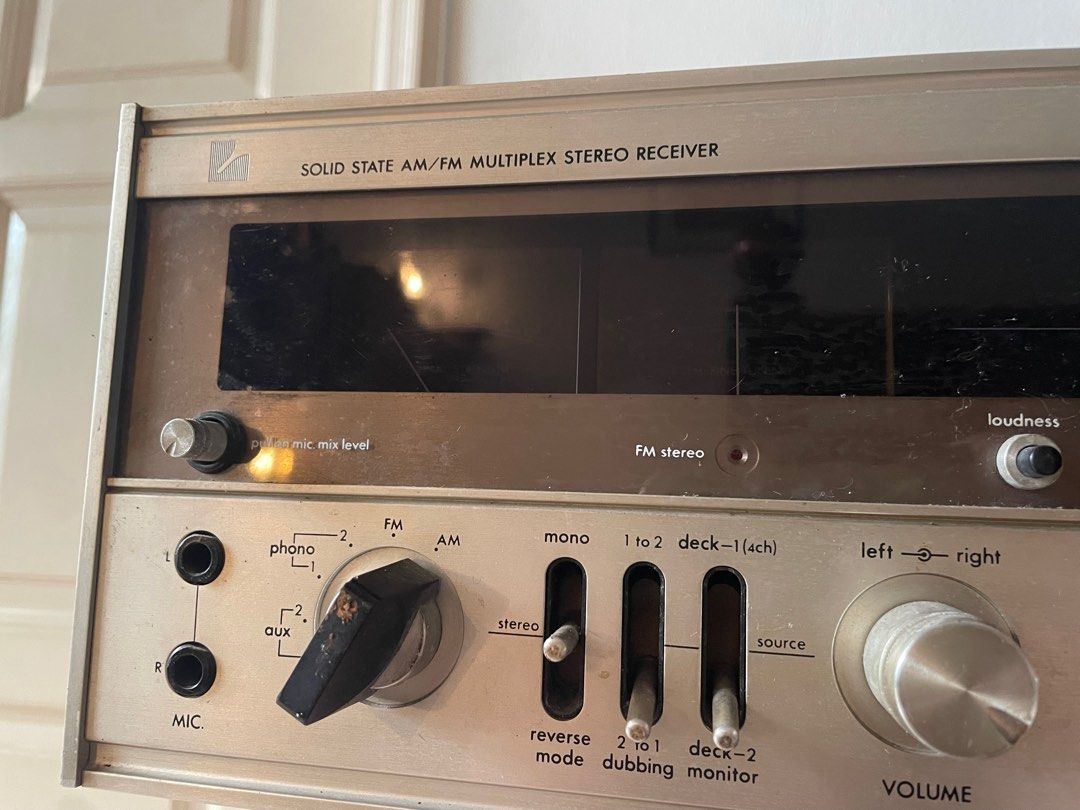 SOLID STATE AM/FM MULTIPLEX STEREO RECEIVER
pull on mic. mix level
FM stereo
loudness
L
R
MIC.
phono
2
1
FM
AM
aux
2
mono
stereo
reverse
mode
1 to 2
2 to 1
dubbing
deck-1(4ch)
source
deck-2
monitor
left
right
VOLUME